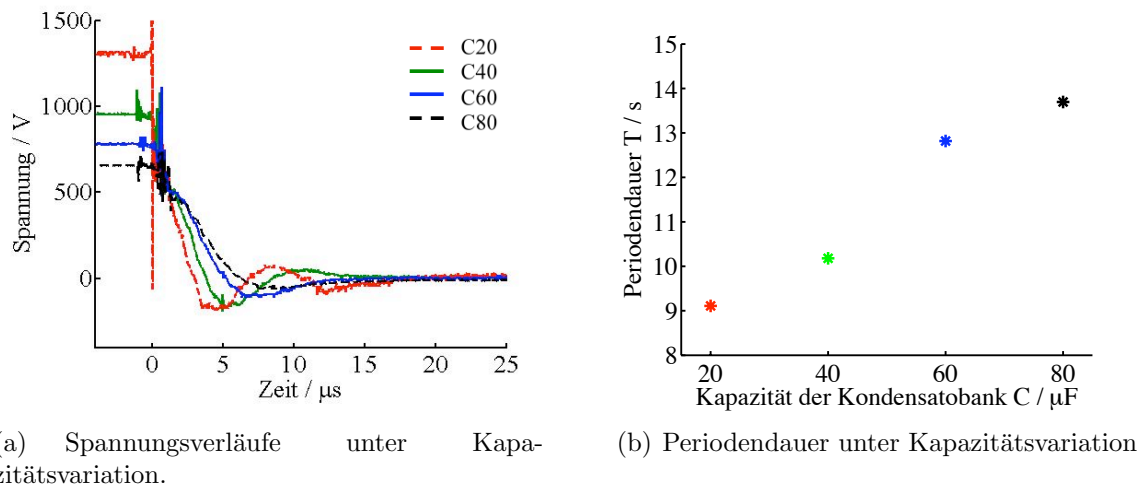 1500
1000
500
0
Spannung / V
C20
C40
C60
C80
0 5 10 15 20 25
Zeit / μs
15
14
13
12
11
10
9
8
Periodendauer T / s
20 40 60 80
Kapazität der Kondensatobank C / μF
(a) Spannungsverläufe unter Kapa-
zitätsvariation.
(b) Periodendauer unter Kapazitätsvariation